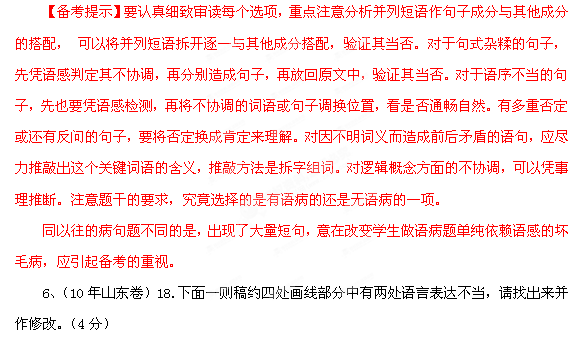 【备考提示】要认真细致审读每个选项，重点注意分析并列短语作句子成分与其他成分
的搭配， 可以将并列短语拆开逐一与其他成分搭配，验证其当否。对于句式杂糅的句子，
先凭语感判定其不协调，再分别造成句子，再放回原文中，验证其当否。对于语序不当的句
子，先也要凭语感检测，再将不协调的词语或句子调换位置，看是否通畅自然。有多重否定
或还有反问的句子，要将否定换成肯定来理解。对因不明词义而造成前后矛盾的语句，应尽
力推敲出这个关键词语的含义，推敲方法是拆字组词。对逻辑概念方面的不协调，可以凭事
理推断。注意题干的要求，究竟选择的是有语病的还是无语病的一项。
同以往的病句题不同的是，出现了大量短句，意在改变学生做语病题单纯依赖语感的坏
毛病，应引起备考的重视。
6、（10 年山东卷）18.下面一则稿约四处画线部分中有两处语言表达不当，请找出来并
作修改。（4 分）